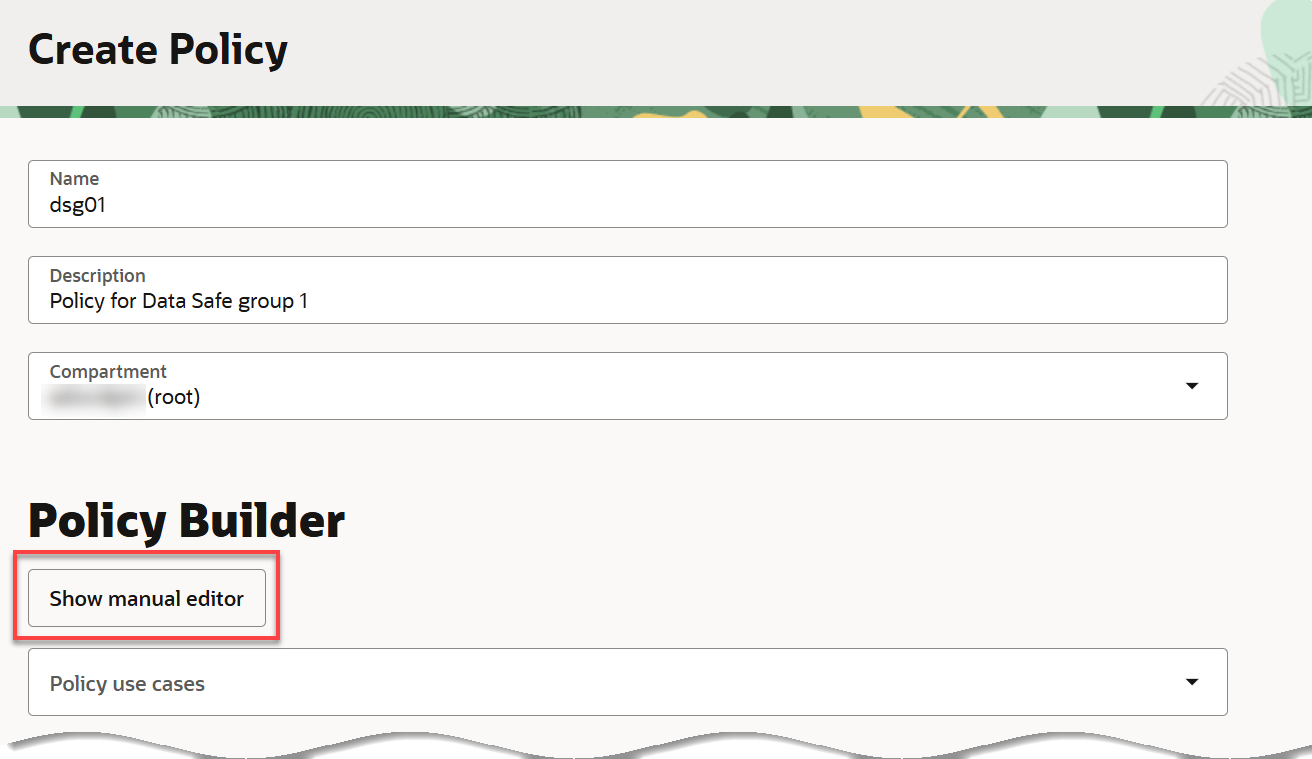 Create Policy
Name
dsg01
Description
Policy for Data Safe group 1
Compartment
(root)
Policy Builder
Show manual editor
Policy use cases